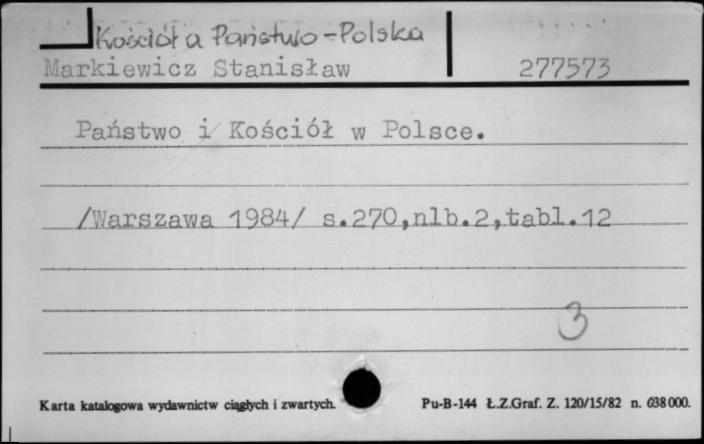 Kościół a Państwo-Polska
Markiewicz Stanisław 277573
Państwo i Kościół w Polsce.
/Warszawa 1984/ s.270,nlb.2,tabl.12
3
Karta katalogowa wydawnictw ciągłych i zwartych. Pu-B-144 Ł.Z.Graf. Z. 120/15/82 n. 638000.